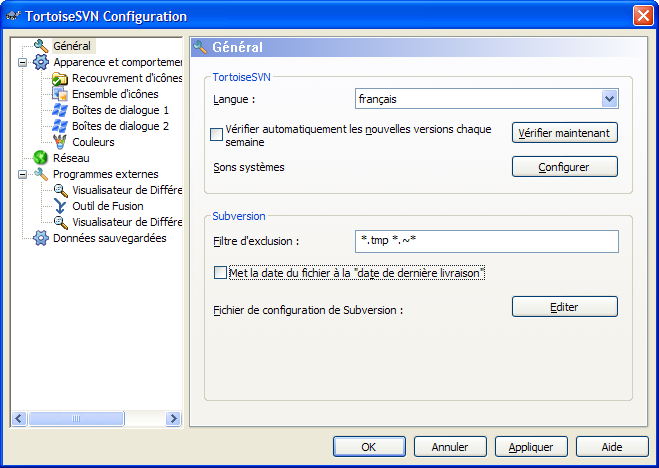 TortoiseSVN Configuration
Général
Apparence et comportemen
Recouvrement d'icônes
Ensemble d'icônes
Boîtes de dialogue 1
Boîtes de dialogue 2
Couleurs
Réseau
Programmes externes
Visualisateur de Différe
Outil de Fusion
Visualisateur de Différe
Données sauvegardées
Général
TortoiseSVN
Langue :
français
Vérifier automatiquement les nouvelles versions chaque
semaine
Vérifier maintenant
Sons systèmes
Configurer
Subversion
Filtre d'exclusion :
*.tmp *.~*
Met la date du fichier à la "date de dernière livraison"
Fichier de configuration de Subversion :
Editer
OK
Annuler
Appliquer
Aide